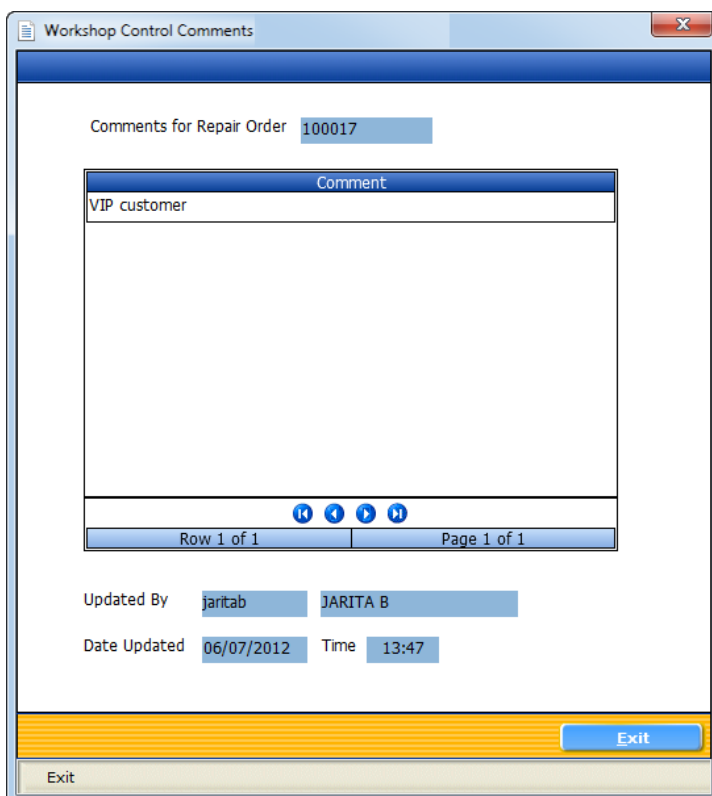 Workshop Control Comments
Comments for Repair Order 100017
Comment
VIP customer
Row 1 of 1 Page 1 of 1
Updated By jaritab JARITA B
Date Updated 06/07/2012 Time 13:47
Exit
Exit